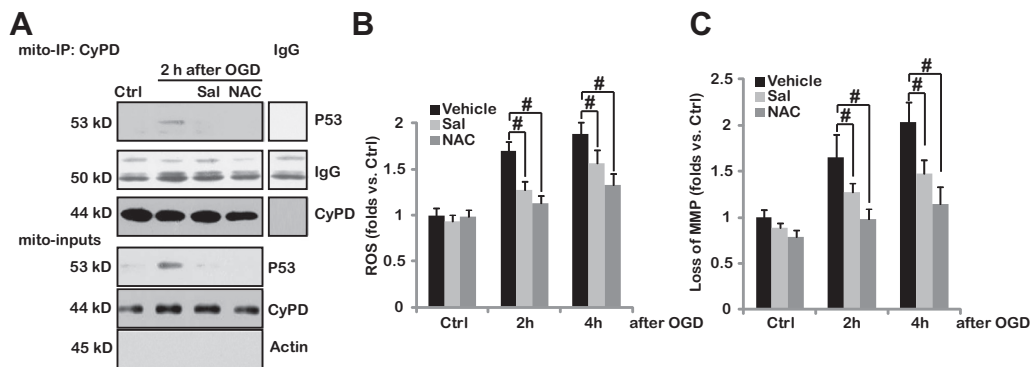 A
mito-IP: CyPD
IgG
2 h after OGD
Ctrl
Sal NAC
53 kD
P53
50 kD
IgG
44 kD
CyPD
mito-inputs
53 kD
P53
44 kD
CyPD
45 kD
Actin
B
ROS (folds vs. Ctrl)
2
1.5
1
0.5
0
Vehicle
Sal
NAC
#
#
#
#
Ctrl 2h 4h after OGD
C
Loss of MMP (folds vs. Ctrl)
2.5
2
1.5
1
0.5
0
Vehicle
Sal
NAC
#
#
#
#
Ctrl 2h 4h after OGD